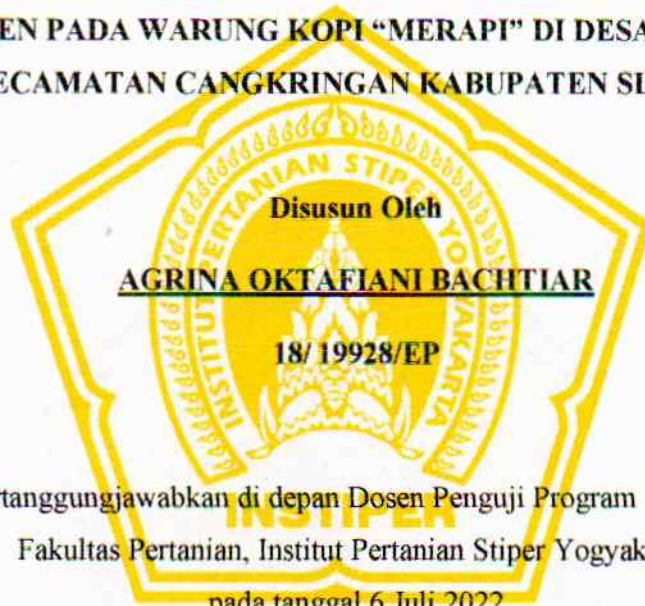 EN PADA WARUNG KOPI “MERAPI” DI DESA
ECAMATAN CANGKRINGAN KABUPATEN SL
INSTITUT PERTANIAN STIPER YOGYAKARTA
Disusun Oleh
AGRINA OKTAFIANI BACHTIAR
18/ 19928/EP
rtanggungjawabkan di depan Dosen Penguji Program
INSTIPER
Fakultas Pertanian, Institut Pertanian Stiper Yogyak
pada tanggal 6 Juli 2022